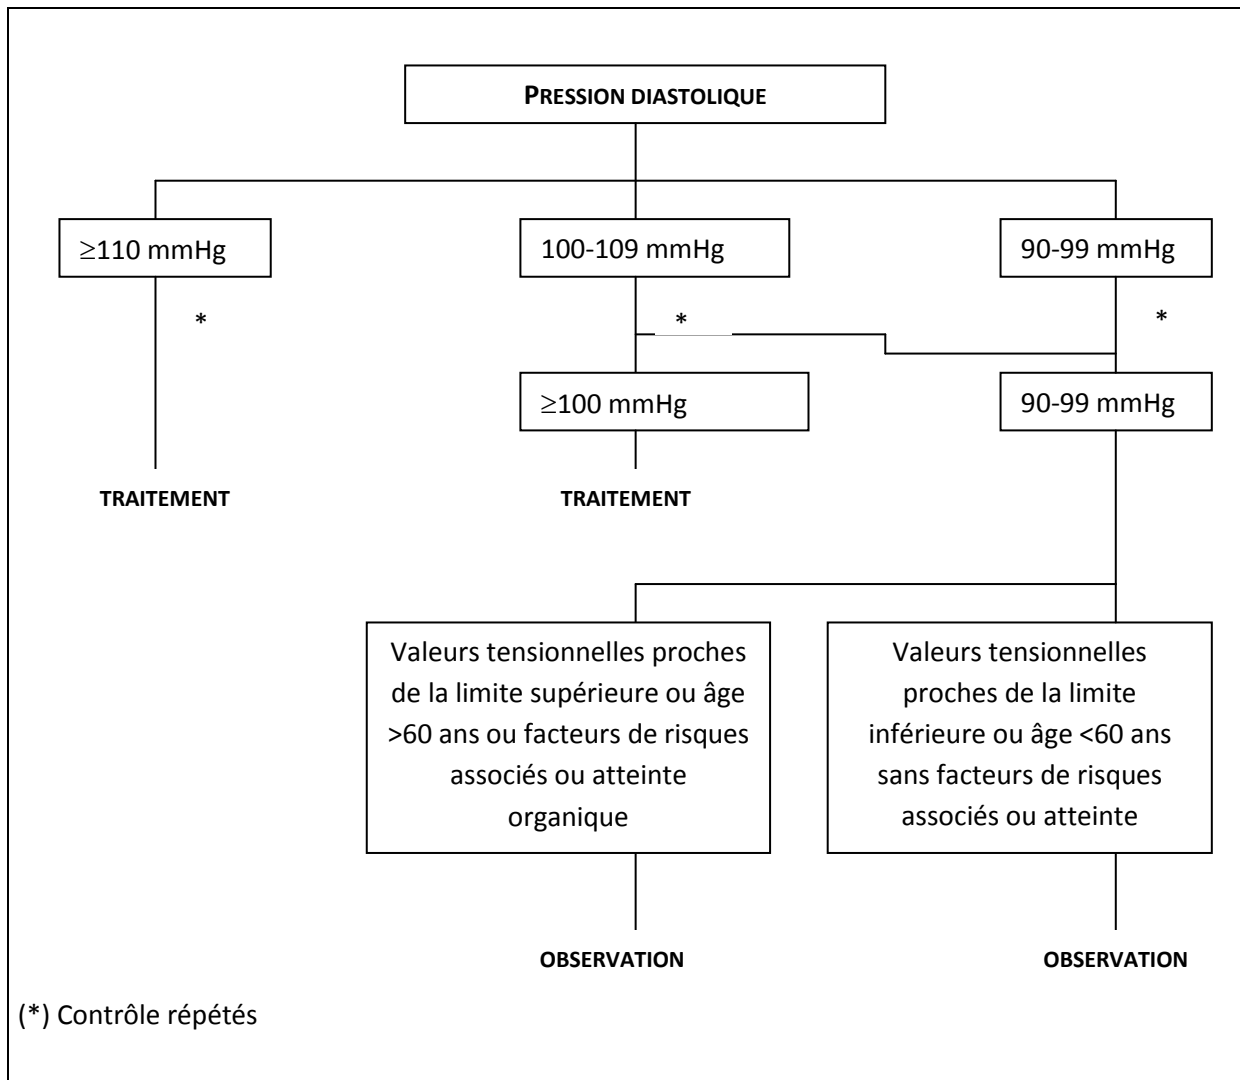 PRESSION DIASTOLIQUE
≥110 mmHg
100-109 mmHg
90-99 mmHg
*
*
*
≥100 mmHg
90-99 mmHg
TRAITEMENT
TRAITEMENT
Valeurs tensionnelles proches
de la limite supérieure ou âge
>60 ans ou facteurs de risques
associés ou atteinte
organique
Valeurs tensionnelles
proches de la limite
inférieure ou âge <60 ans
sans facteurs de risques
associés ou atteinte
OBSERVATION
OBSERVATION
(*) Contrôle répétés